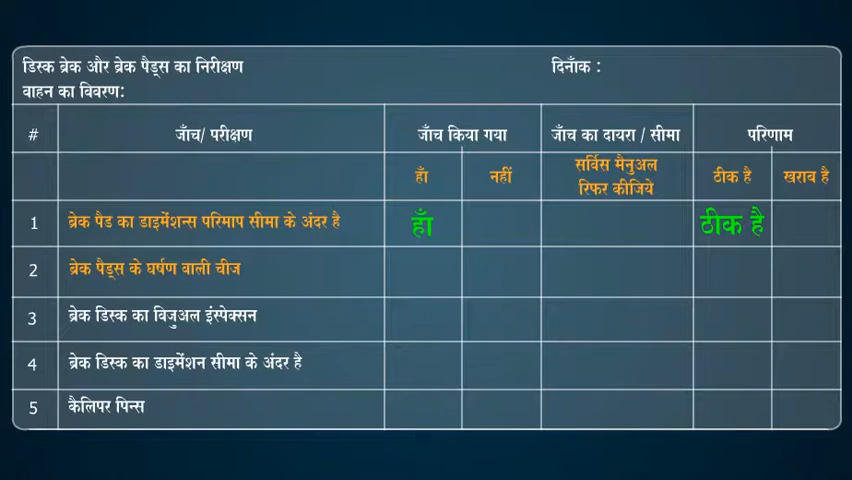 डिस्क ब्रेक और ब्रेक पैड्स का निरीक्षण दिनाँक :
वाहन का विवरण:
# जाँच/ परीक्षण जाँच किया गया जाँच का दायरा / सीमा परिणाम
हाँ नहीं सर्विस मैनुअल रिफर कीजिये ठीक है खराब है
1 ब्रेक पैड का डाइमेंशन्स परिमाप सीमा के अंदर है हाँ ठीक है
2 ब्रेक पैड्स के घर्षण वाली चीज
3 ब्रेक डिस्क का विजुअल इंस्पेक्सन
4 ब्रेक डिस्क का डाइमेंशन सीमा के अंदर है
5 कैलिपर पिन्स